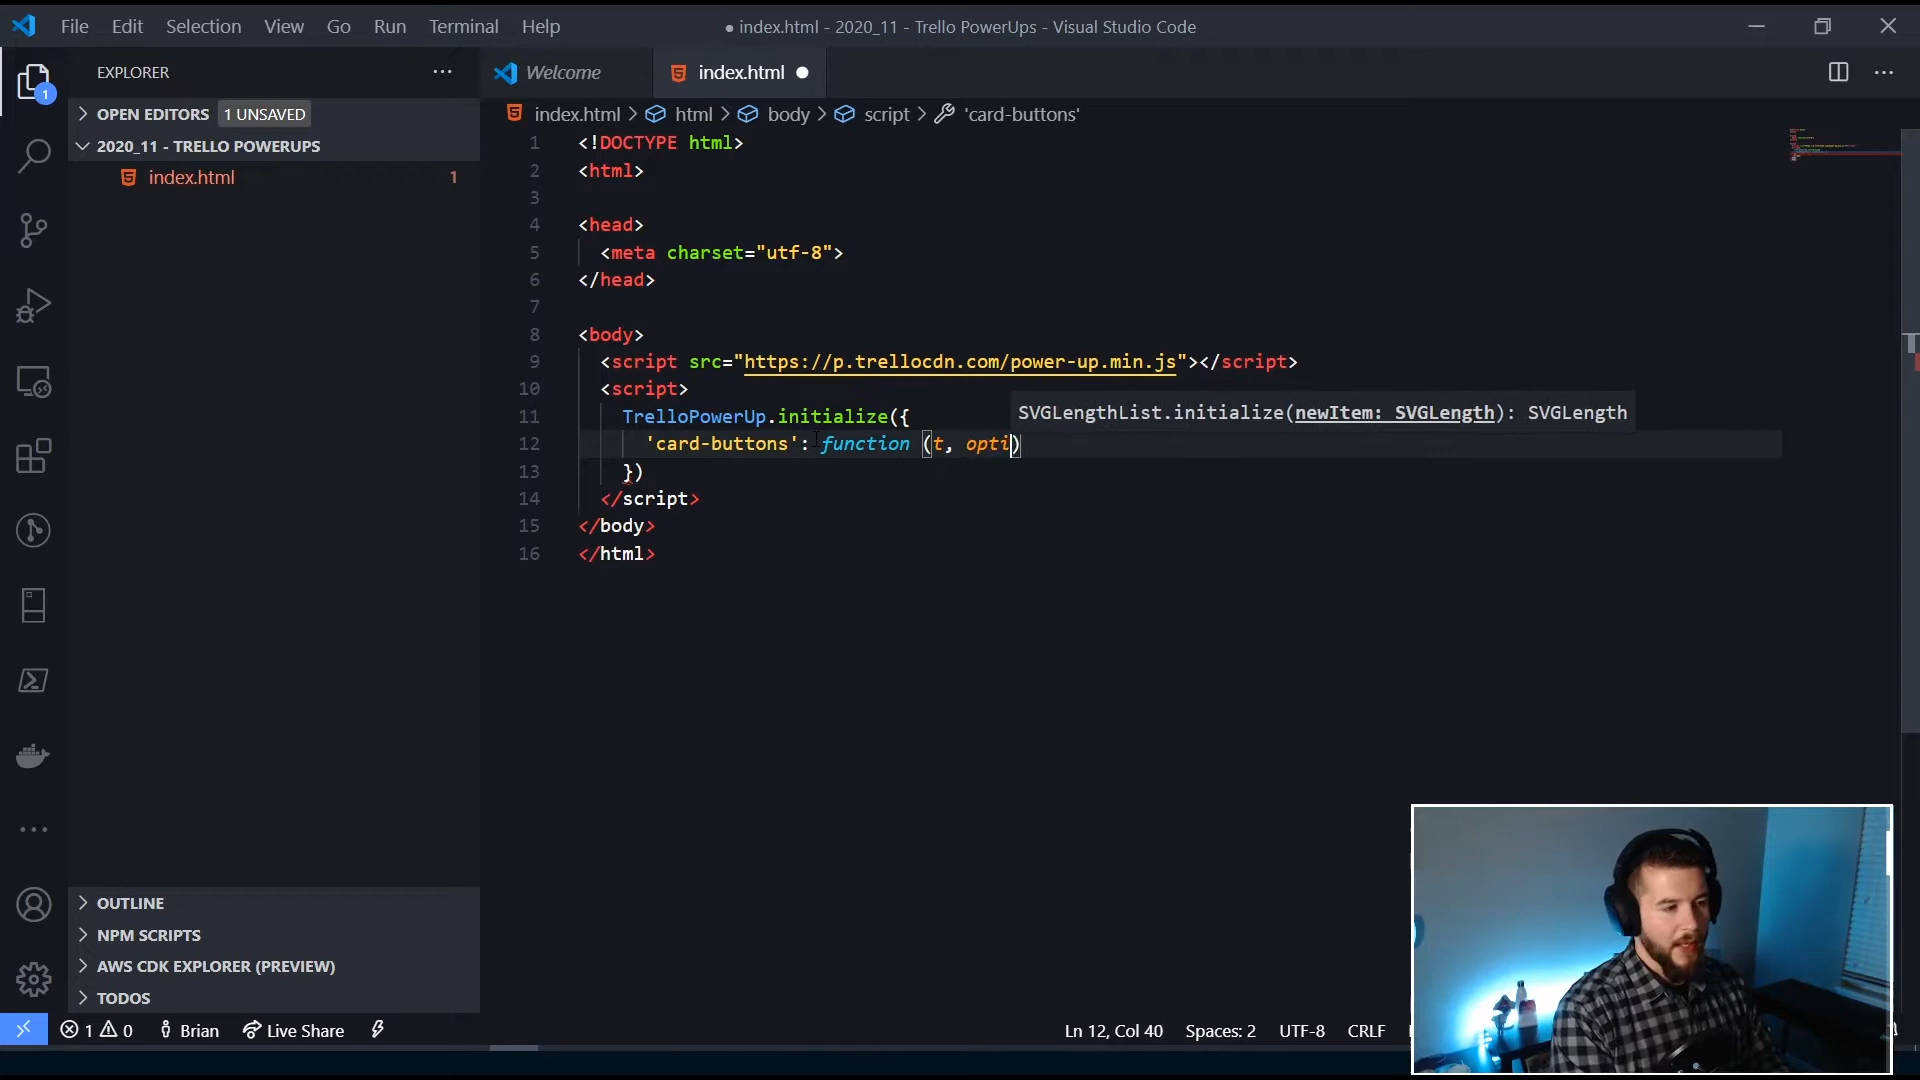 File Edit Selection View Go Run Terminal Help
● index.html - 2020_11 - Trello PowerUps - Visual Studio Code
EXPLORER
Welcome
index.html
1
OPEN EDITORS 1 UNSAVED
2020_11 - TRELLO POWERUPS
index.html 1
index.html > html > body > script > 'card-buttons'
1 <!DOCTYPE html>
2 <html>
3
4 <head>
5 <meta charset="utf-8">
6 </head>
7
8 <body>
9 <script src="https://p.trellocdn.com/power-up.min.js"></script>
10 <script>
11 TrelloPowerUp.initialize({
SVGLengthList.initialize(newItem: SVGLength): SVGLength
12 'card-buttons': function (t, opti)
13 })
14 </script>
15 </body>
16 </html>
OUTLINE
NPM SCRIPTS
AWS CDK EXPLORER (PREVIEW)
TODOS
1 0 Brian Live Share
Ln 12, Col 40 Spaces: 2 UTF-8 CRLF